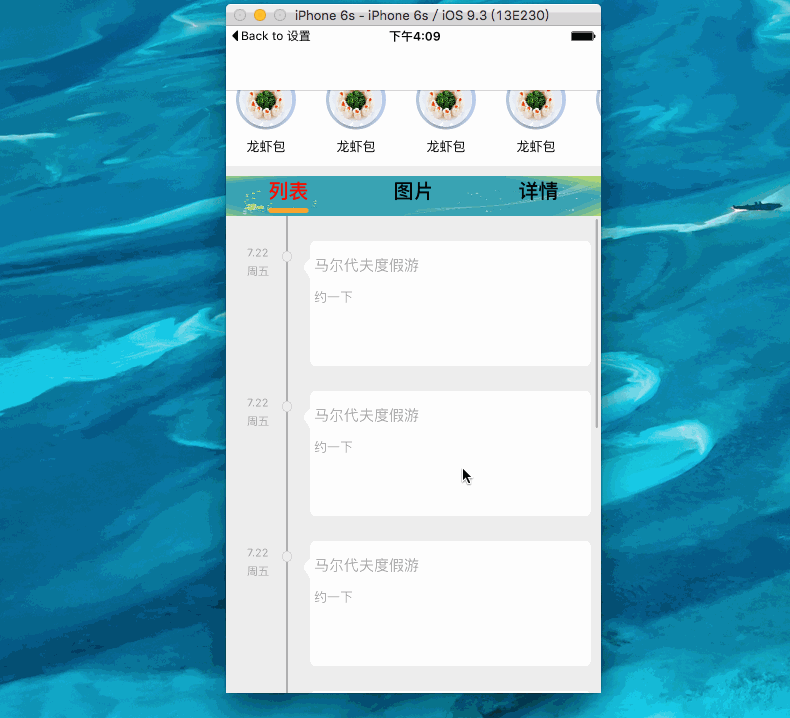 iPhone 6s - iPhone 6s / iOS 9.3 (13E230)
Back to 设置 下午4:09
龙虾包 龙虾包 龙虾包 龙虾包
列表 图片 详情
7.22
周五
马尔代夫度假游
约一下
7.22
周五
马尔代夫度假游
约一下
7.22
周五
马尔代夫度假游
约一下